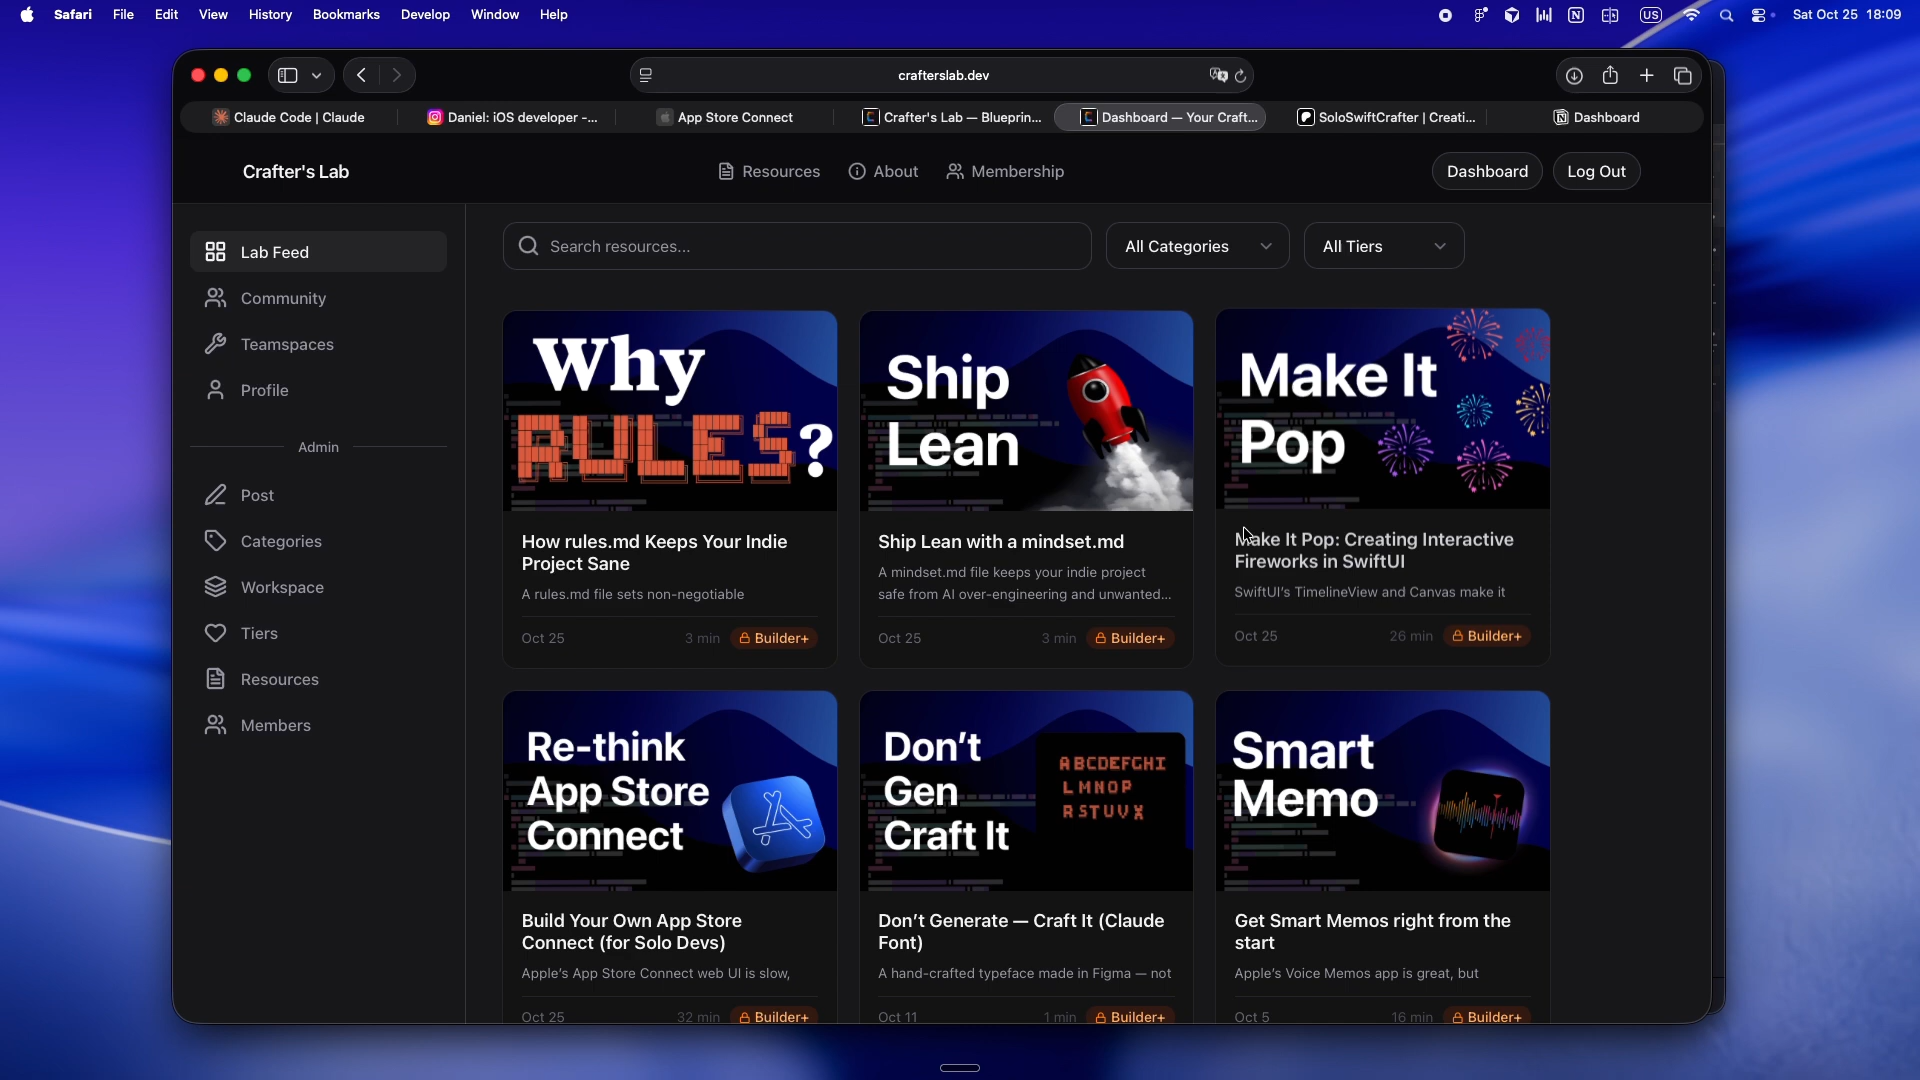 Safari File Edit View History Bookmarks Develop Window Help
US
Sat Oct 25 18:09
crafterslab.dev
Claude Code | Claude
Daniel: iOS developer -...
App Store Connect
Crafter's Lab — Blueprin...
Dashboard — Your Craft...
SoloSwiftCrafter | Creati...
Dashboard
Crafter's Lab
Resources
About
Membership
Dashboard
Log Out
Lab Feed
Community
Teamspaces
Profile
Admin
Post
Categories
Workspace
Tiers
Resources
Members
Search resources...
All Categories
All Tiers
Why
RULES?
How rules.md Keeps Your Indie
Project Sane
A rules.md file sets non-negotiable
Oct 25
3 min
Builder+
Ship
Lean
Ship Lean with a mindset.md
A mindset.md file keeps your indie project
safe from AI over-engineering and unwanted...
Oct 25
3 min
Builder+
Make It
Pop
Make It Pop: Creating Interactive
Fireworks in SwiftUI
SwiftUI's TimelineView and Canvas make it
Oct 25
26 min
Builder+
Re-think
App Store
Connect
Build Your Own App Store
Connect (for Solo Devs)
Apple's App Store Connect web UI is slow,
Oct 25
32 min
Builder+
Don't
Gen
Craft It
ABCDEFGHI
LMNOP
RSTUVX
Don't Generate — Craft It (Claude
Font)
A hand-crafted typeface made in Figma — not
Oct 11
1 min
Builder+
Smart
Memo
Get Smart Memos right from the
start
Apple's Voice Memos app is great, but
Oct 5
16 min
Builder+